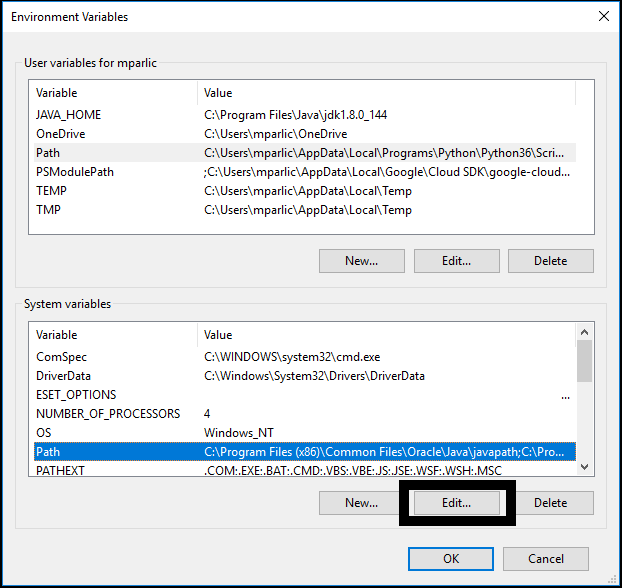 Environment Variables
User variables for mparlic
Variable Value
JAVA_HOME C:\Program Files\Java\jdk1.8.0_144
OneDrive C:\Users\mparlic\OneDrive
Path C:\Users\mparlic\AppData\Local\Programs\Python\Python36\Scri...
PSModulePath ;C:\Users\mparlic\AppData\Local\Google\Cloud SDK\google-cloud...
TEMP C:\Users\mparlic\AppData\Local\Temp
TMP C:\Users\mparlic\AppData\Local\Temp
New... Edit... Delete
System variables
Variable Value
ComSpec C:\WINDOWS\system32\cmd.exe
DriverData C:\Windows\System32\Drivers\DriverData
ESET_OPTIONS ...
NUMBER_OF_PROCESSORS 4
OS Windows_NT
Path C:\Program Files (x86)\Common Files\Oracle\Java\javapath;C:\Pro...
PATHEXT .COM;.EXE;.BAT;.CMD;.VBS;.VBE;.JS;.JSE;.WSF;.WSH;.MSC
New... Edit... Delete
OK Cancel